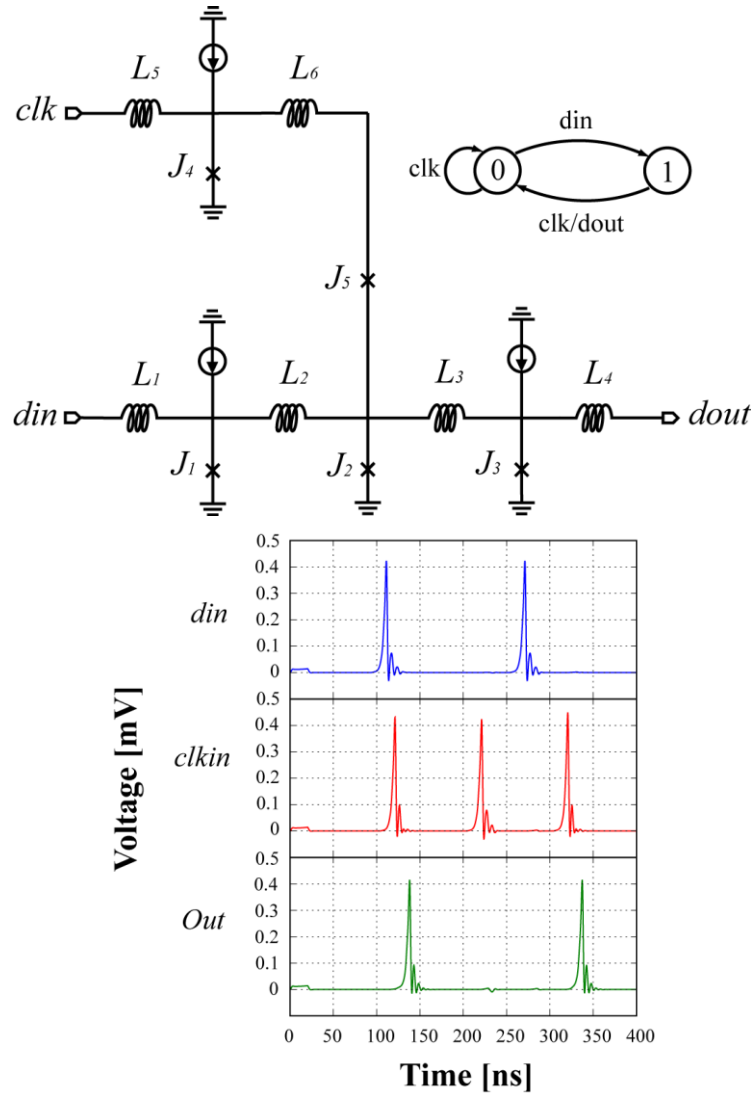 L5 L6
clk
J4
din
clk 0 1
clk/dout
J5
L1 L2 L3 L4
din dout
J1 J2 J3
0.5
0.4
0.3
0.2
0.1
0
din
0.5
0.4
0.3
0.2
0.1
0
clkin
0.5
0.4
0.3
0.2
0.1
0
Out
Voltage [mV]
0 50 100 150 200 250 300 350 400
Time [ns]